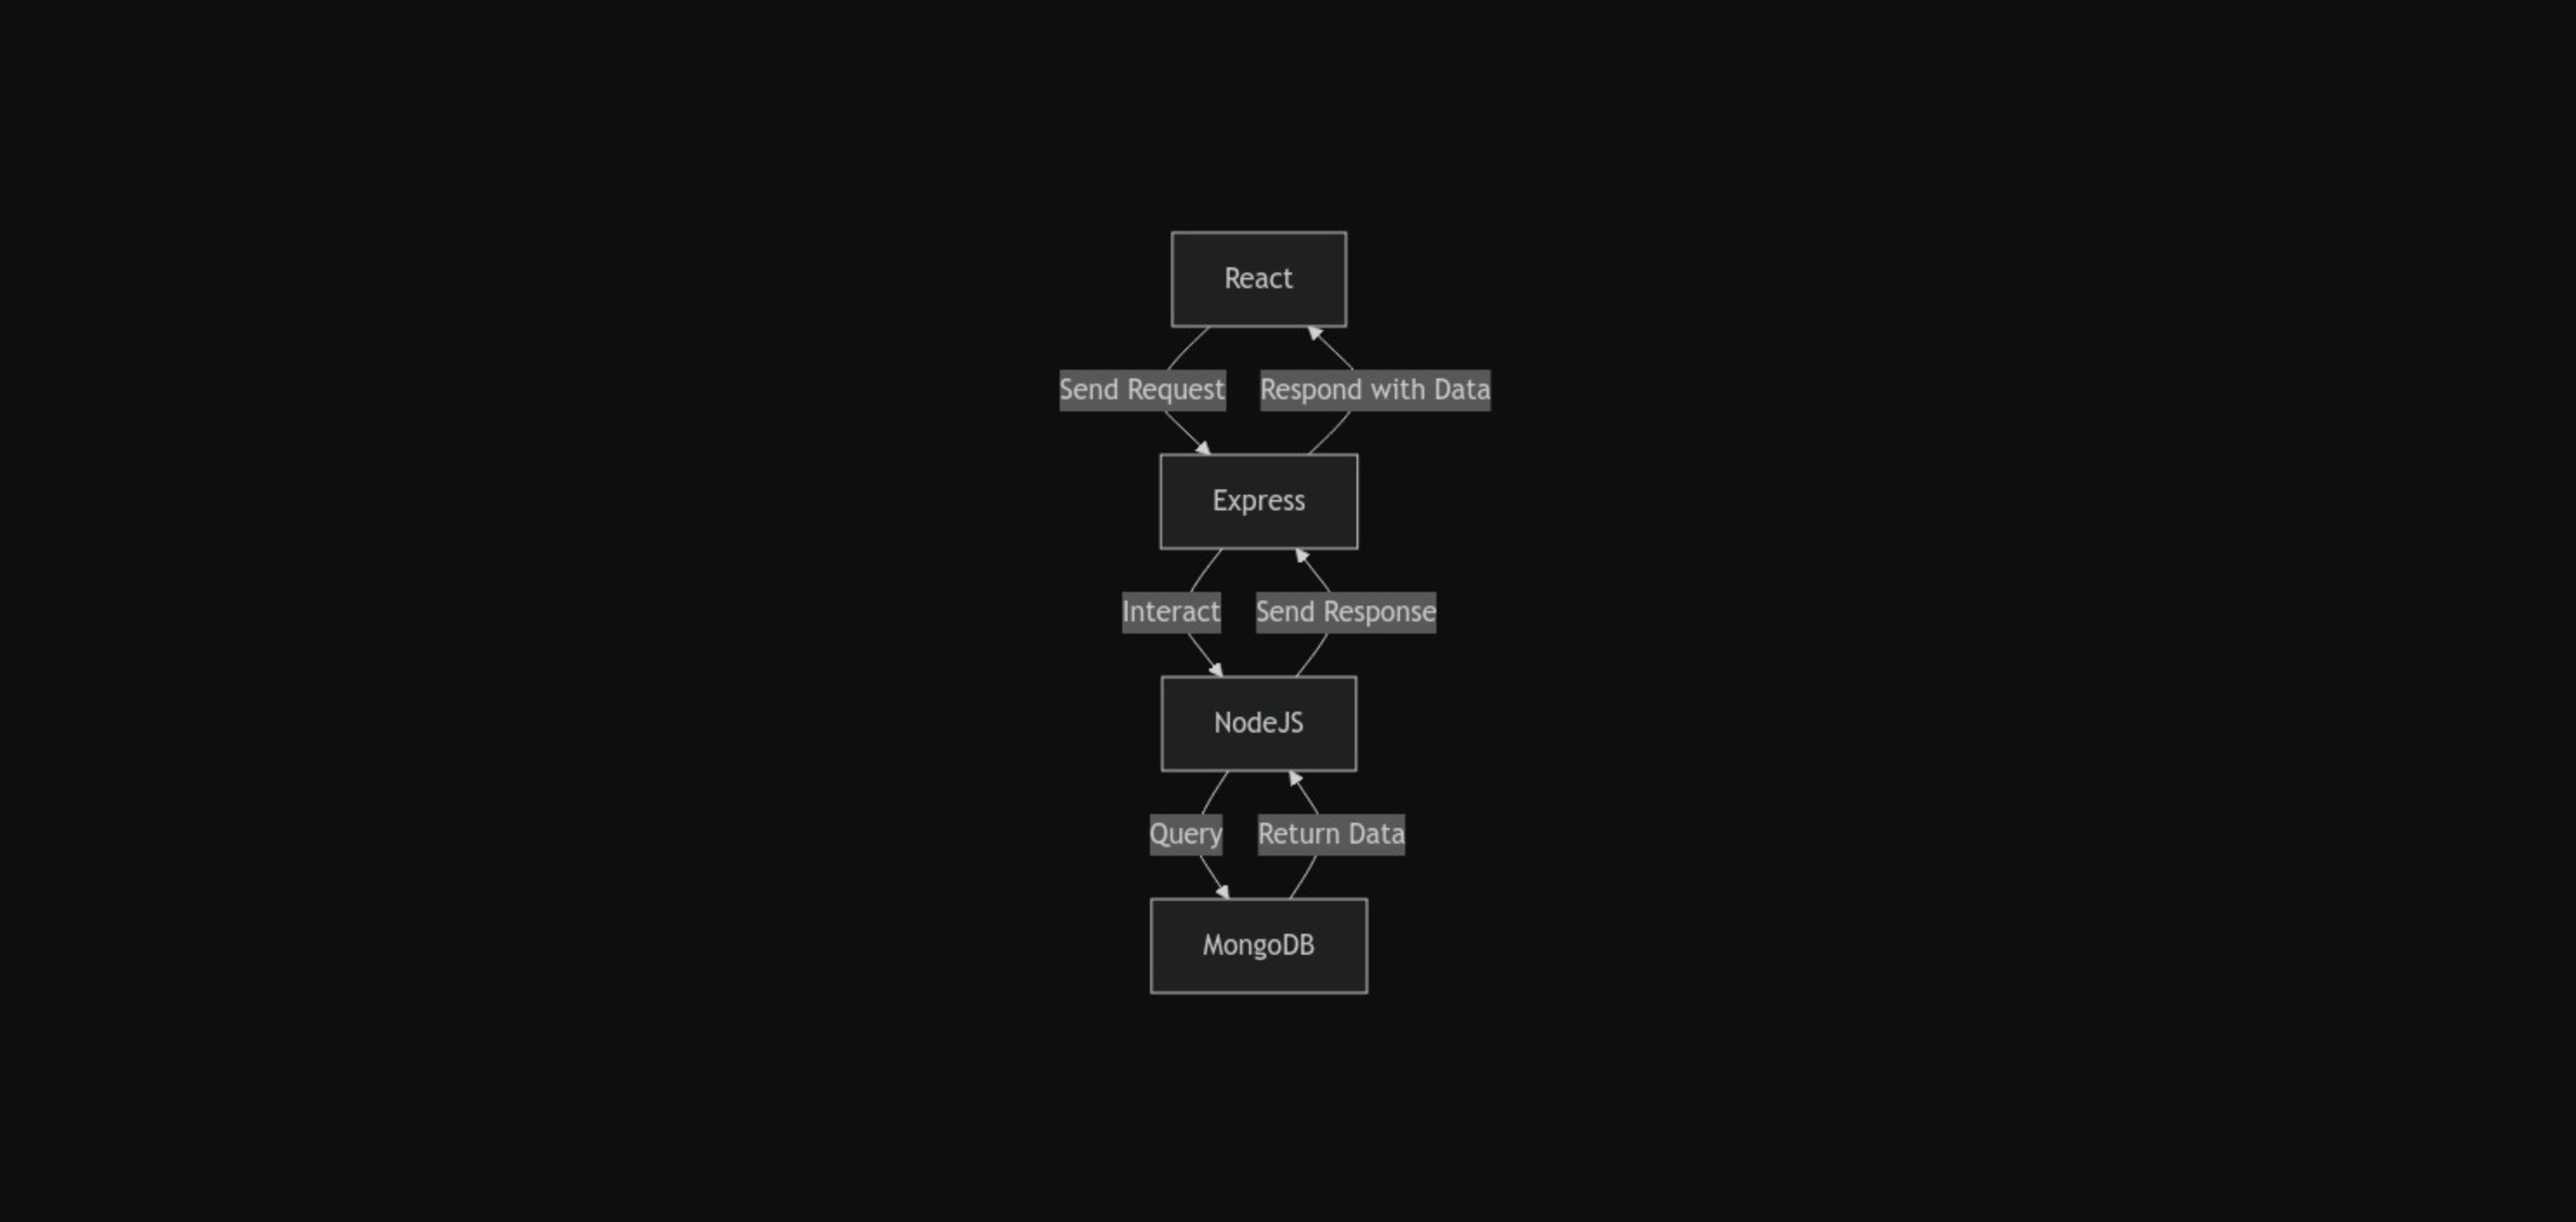 React
Send Request
Respond with Data
Express
Interact
Send Response
NodeJS
Query
Return Data
MongoDB